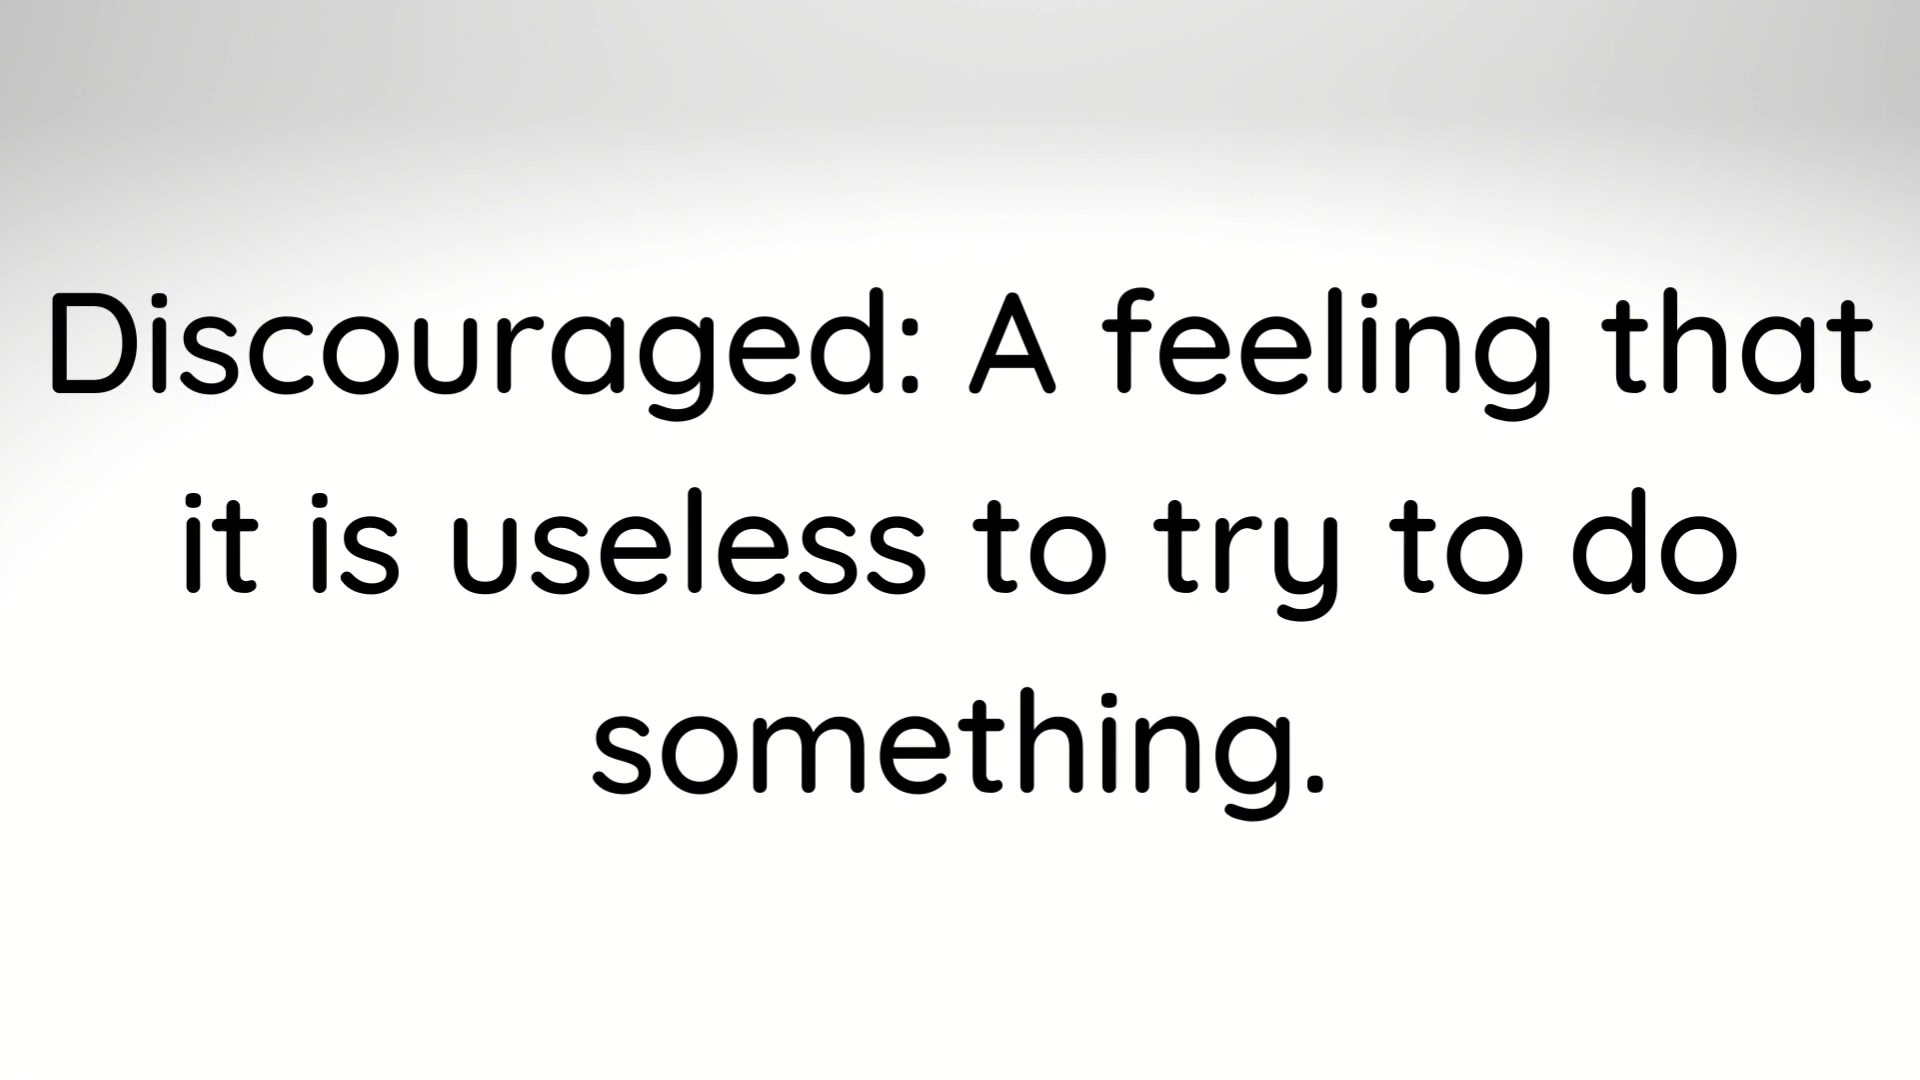 Discouraged: A feeling that
it is useless to try to do
something.